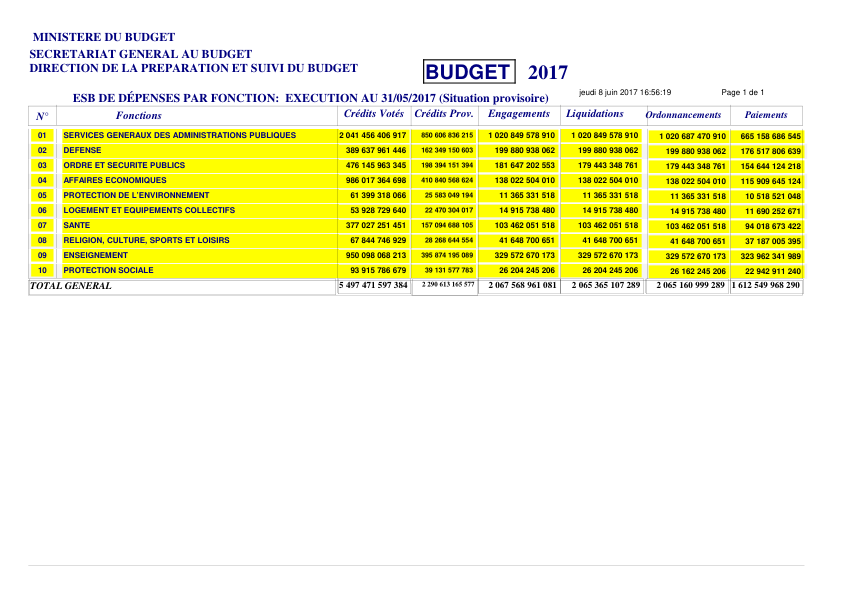 MINISTERE DU BUDGET
SECRETARIAT GENERAL AU BUDGET
DIRECTION DE LA PREPARATION ET SUIVI DU BUDGET
BUDGET 2017
jeudi 8 juin 2017 16:56:19 Page 1 de 1
ESB DE DÉPENSES PAR FONCTION: EXECUTION AU 31/05/2017 (Situation provisoire)
N° Fonctions Crédits Votés Crédits Prov. Engagements Liquidations Ordonnancements Paiements
01 SERVICES GENERAUX DES ADMINISTRATIONS PUBLIQUES 2 041 456 406 917 850 606 836 215 1 020 849 578 910 1 020 849 578 910 1 020 687 470 910 665 158 686 545
02 DEFENSE 389 637 961 446 162 349 150 603 199 880 938 062 199 880 938 062 199 880 938 062 176 517 806 639
03 ORDRE ET SECURITE PUBLICS 476 145 963 345 198 394 151 394 181 647 202 553 179 443 348 761 179 443 348 761 154 644 124 218
04 AFFAIRES ECONOMIQUES 986 017 364 698 410 840 568 624 138 022 504 010 138 022 504 010 138 022 504 010 115 909 645 124
05 PROTECTION DE L'ENVIRONNEMENT 61 399 318 066 25 583 049 194 11 365 331 518 11 365 331 518 11 365 331 518 10 518 521 048
06 LOGEMENT ET EQUIPEMENTS COLLECTIFS 53 928 729 640 22 470 304 017 14 915 738 480 14 915 738 480 14 915 738 480 11 690 252 671
07 SANTE 377 027 251 451 157 094 688 105 103 462 051 518 103 462 051 518 103 462 051 518 94 018 673 422
08 RELIGION, CULTURE, SPORTS ET LOISIRS 67 844 746 929 28 268 644 554 41 648 700 651 41 648 700 651 41 648 700 651 37 187 005 395
09 ENSEIGNEMENT 950 098 068 213 395 874 195 089 329 572 670 173 329 572 670 173 329 572 670 173 323 962 341 989
10 PROTECTION SOCIALE 93 915 786 679 39 131 577 783 26 204 245 206 26 204 245 206 26 162 245 206 22 942 911 240
TOTAL GENERAL 5 497 471 597 384 2 290 613 165 577 2 067 568 961 081 2 065 365 107 289 2 065 160 999 289 1 612 549 968 290